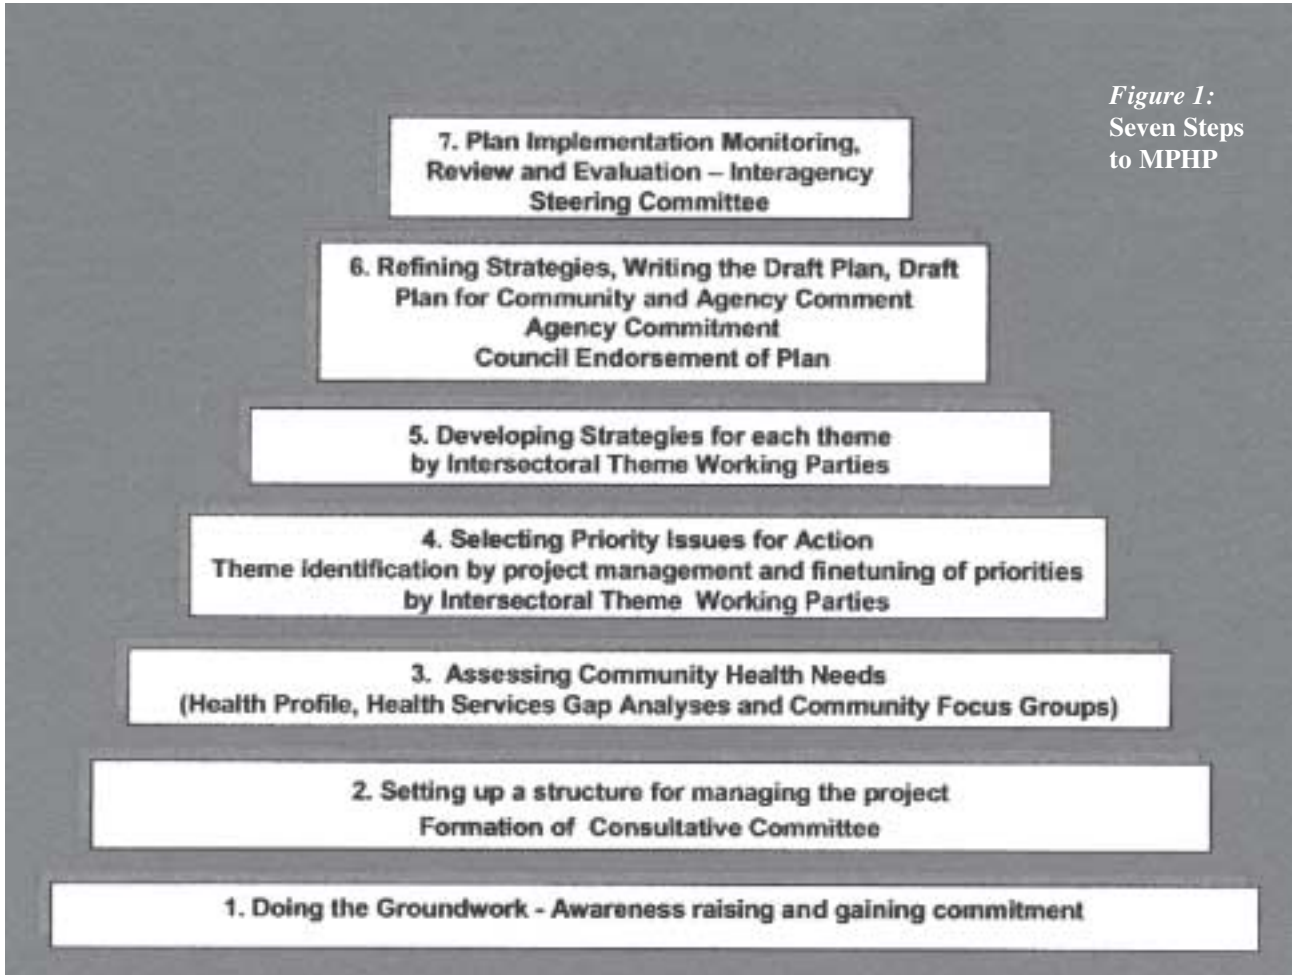 Figure 1:
Seven Steps
to MPHP
7. Plan Implementation Monitoring,
Review and Evaluation – Interagency
Steering Committee
6. Refining Strategies, Writing the Draft Plan, Draft
Plan for Community and Agency Comment
Agency Commitment
Council Endorsement of Plan
5. Developing Strategies for each theme
by Intersectoral Theme Working Parties
4. Selecting Priority Issues for Action
Theme identification by project management and finetuning of priorities
by Intersectoral Theme Working Parties
3. Assessing Community Health Needs
(Health Profile, Health Services Gap Analyses and Community Focus Groups)
2. Setting up a structure for managing the project
Formation of Consultative Committee
1. Doing the Groundwork - Awareness raising and gaining commitment